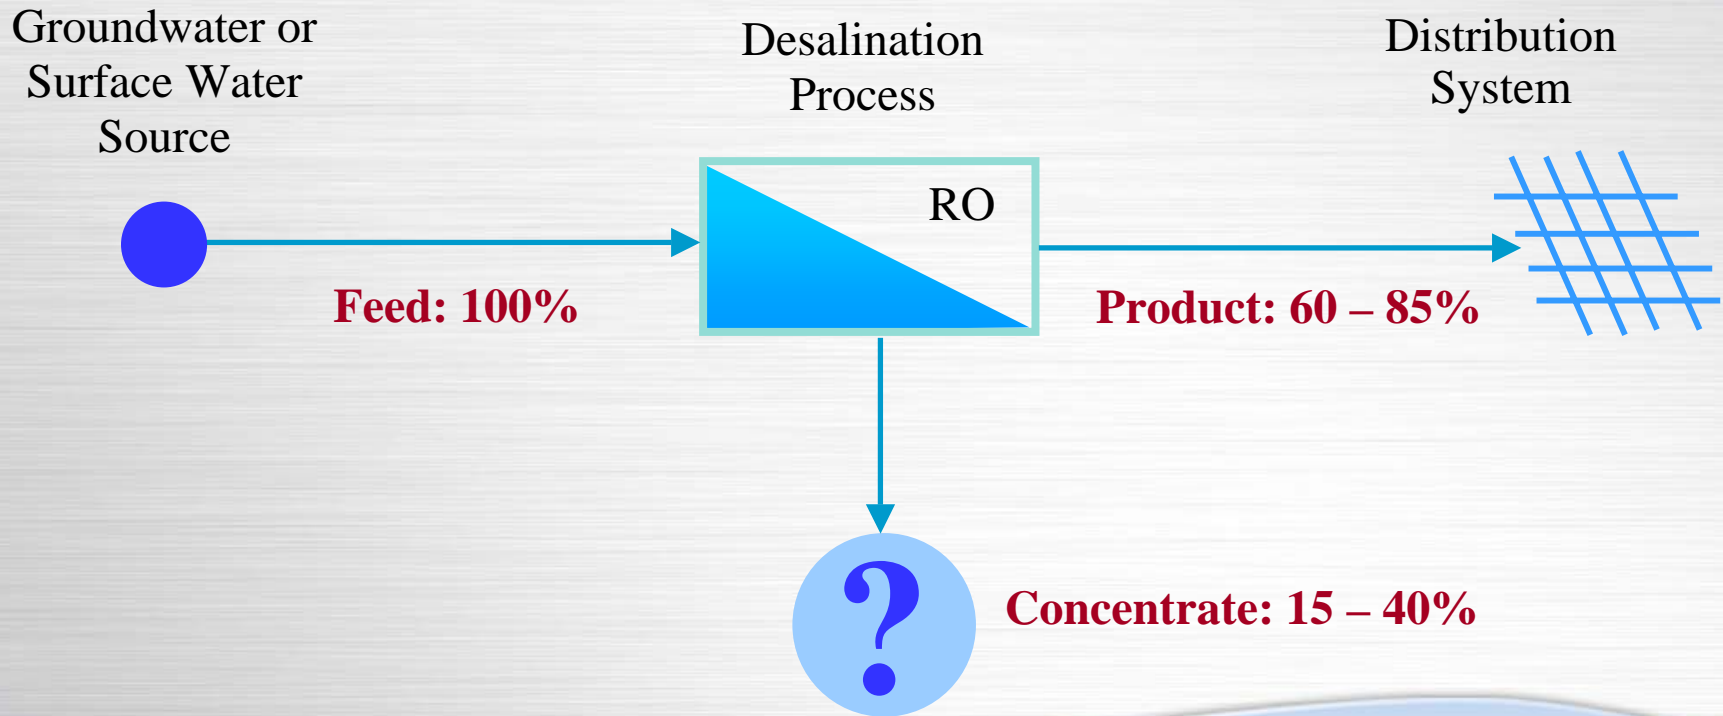 Groundwater or
Surface Water
Source
Desalination
Process
Distribution
System
RO
Feed: 100%
Product: 60 – 85%
?
Concentrate: 15 – 40%